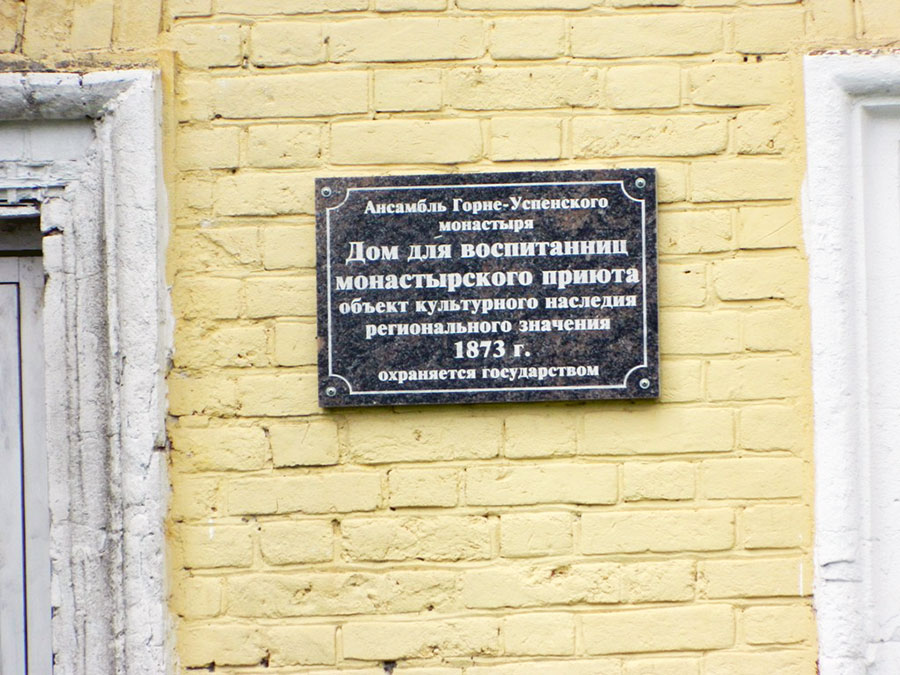 Ансамбль Горне-Успенского
монастыря
Дом для воспитанниц
монастырского приюта
объект культурного наследия
регионального значения
1873 г.
охраняется государством